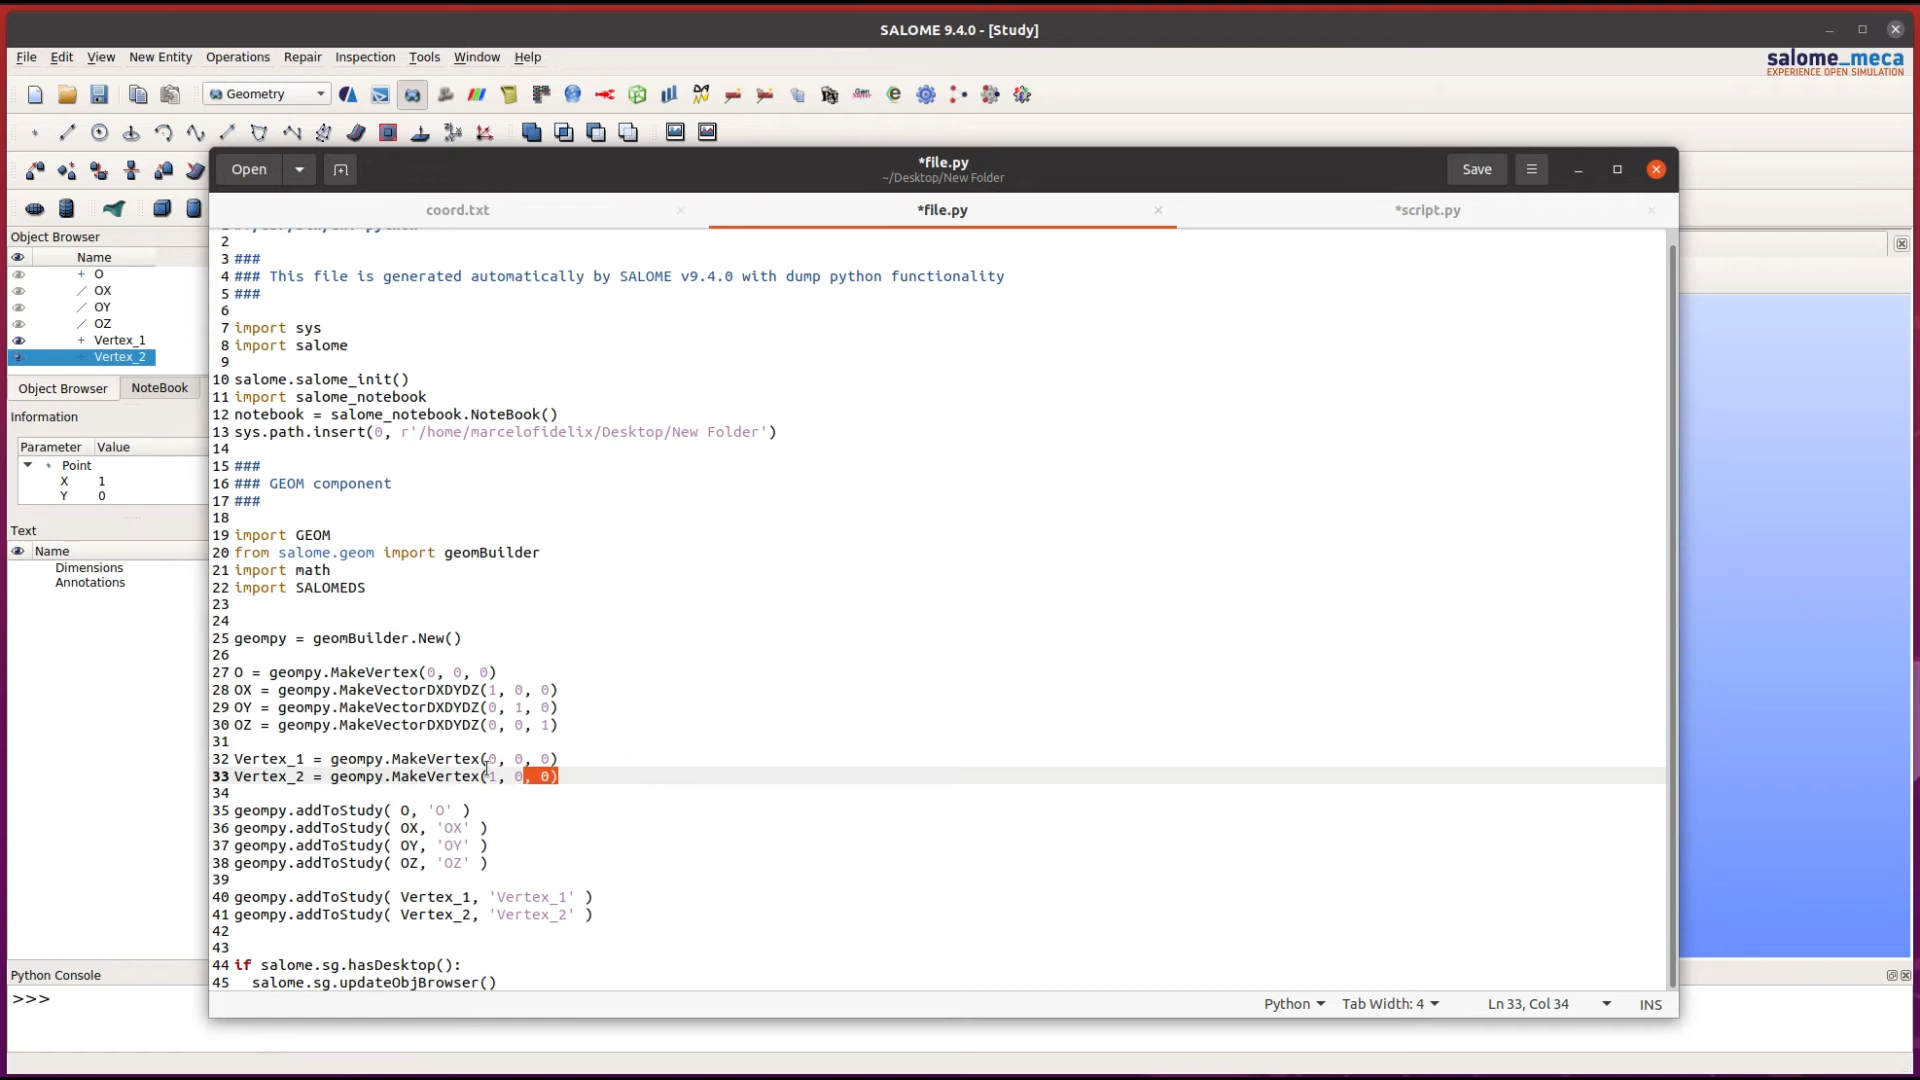 SALOME 9.4.0 - [Study]
File Edit View New Entity Operations Repair Inspection Tools Window Help
salome_meca
EXPERIENCE OPEN SIMULATION
Geometry
Open
*file.py
~/Desktop/New Folder
Save
coord.txt
*file.py
*script.py
Object Browser
Name
O
OX
OY
OZ
Vertex_1
Vertex_2
Object Browser NoteBook
Information
Parameter Value
Point
X 1
Y 0
Text
Name
Dimensions
Annotations
2
3 ###
4 ### This file is generated automatically by SALOME v9.4.0 with dump python functionality
5 ###
6
7 import sys
8 import salome
9
10 salome.salome_init()
11 import salome_notebook
12 notebook = salome_notebook.NoteBook()
13 sys.path.insert(0, r'/home/marcelofidelix/Desktop/New Folder')
14
15 ###
16 ### GEOM component
17 ###
18
19 import GEOM
20 from salome.geom import geomBuilder
21 import math
22 import SALOMEDS
23
24
25 geompy = geomBuilder.New()
26
27 O = geompy.MakeVertex(0, 0, 0)
28 OX = geompy.MakeVectorDXDYDZ(1, 0, 0)
29 OY = geompy.MakeVectorDXDYDZ(0, 1, 0)
30 OZ = geompy.MakeVectorDXDYDZ(0, 0, 1)
31
32 Vertex_1 = geompy.MakeVertex(0, 0, 0)
33 Vertex_2 = geompy.MakeVertex(1, 0, 0)
34
35 geompy.addToStudy( O, 'O' )
36 geompy.addToStudy( OX, 'OX' )
37 geompy.addToStudy( OY, 'OY' )
38 geompy.addToStudy( OZ, 'OZ' )
39
40 geompy.addToStudy( Vertex_1, 'Vertex_1' )
41 geompy.addToStudy( Vertex_2, 'Vertex_2' )
42
43
44 if salome.sg.hasDesktop():
45 salome.sg.updateObjBrowser()
Python Console
>>>
Python Tab Width: 4 Ln 33, Col 34 INS